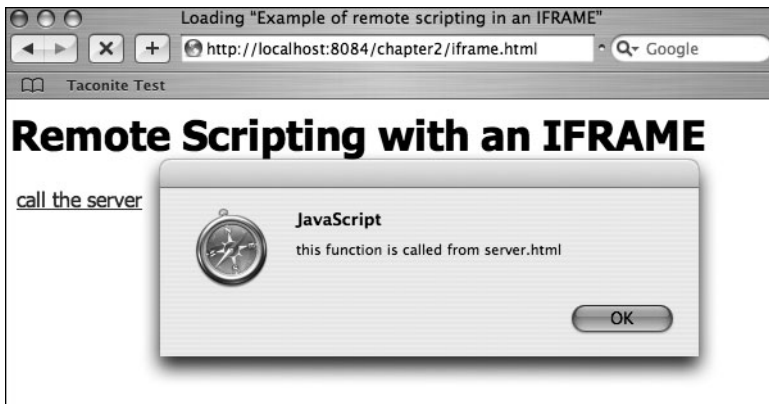 Loading “Example of remote scripting in an IFRAME”
http://localhost:8084/chapter2/iframe.html
Google
Taconite Test
Remote Scripting with an IFRAME
call the server
JavaScript
this function is called from server.html
OK